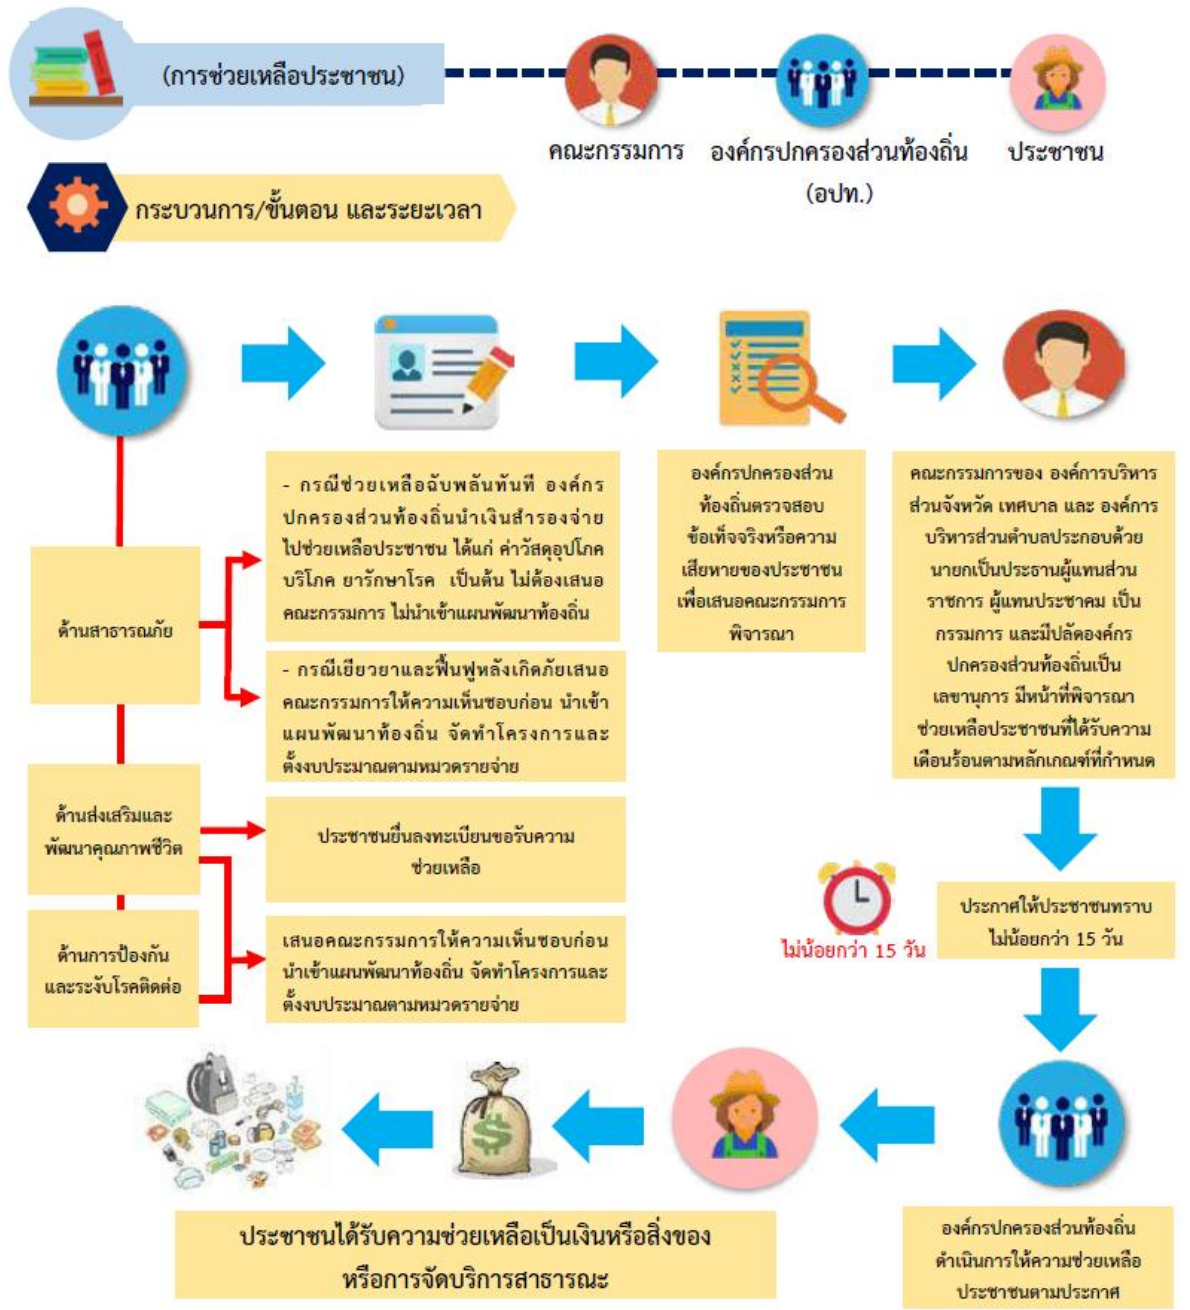 (การช่วยเหลือประชาชน)
คณะกรรมการ
องค์กรปกครองส่วนท้องถิ่น
(อปท.)
ประชาชน
กระบวนการ/ขั้นตอน และระยะเวลา
ด้านสาธารณภัย
- กรณีช่วยเหลือฉับพลันทันที องค์กร
ปกครองส่วนท้องถิ่นนำเงินสำรองจ่าย
ไปช่วยเหลือประชาชน ได้แก่ ค่าวัสดุอุปโภค
บริโภค ยารักษาโรค เป็นต้น ไม่ต้องเสนอ
คณะกรรมการ ไม่นำเข้าแผนพัฒนาท้องถิ่น
- กรณีเยียวยาและฟื้นฟูหลังเกิดภัยเสนอ
คณะกรรมการให้ความเห็นชอบก่อน นำเข้า
แผนพัฒนาท้องถิ่น จัดทำโครงการและ
ตั้งงบประมาณตามหมวดรายจ่าย
องค์กรปกครองส่วน
ท้องถิ่นตรวจสอบ
ข้อเท็จจริงหรือความ
เสียหายของประชาชน
เพื่อเสนอคณะกรรมการ
พิจารณา
คณะกรรมการของ องค์การบริหาร
ส่วนจังหวัด เทศบาล และ องค์การ
บริหารส่วนตำบลประกอบด้วย
นายกเป็นประธานผู้แทนส่วน
ราชการ ผู้แทนประชาคม เป็น
กรรมการ และมีปลัดองค์กร
ปกครองส่วนท้องถิ่นเป็น
เลขานุการ มีหน้าที่พิจารณา
ช่วยเหลือประชาชนที่ได้รับความ
เดือนร้อนตามหลักเกณฑ์ที่กำหนด
ด้านส่งเสริมและ
พัฒนาคุณภาพชีวิต
ประชาชนยื่นลงทะเบียนขอรับความ
ช่วยเหลือ
ด้านการป้องกัน
และระงับโรคติดต่อ
เสนอคณะกรรมการให้ความเห็นชอบก่อน
นำเข้าแผนพัฒนาท้องถิ่น จัดทำโครงการและ
ตั้งงบประมาณตามหมวดรายจ่าย
ไม่น้อยกว่า 15 วัน
ประกาศให้ประชาชนทราบ
ไม่น้อยกว่า 15 วัน
องค์กรปกครองส่วนท้องถิ่น
ดำเนินการให้ความช่วยเหลือ
ประชาชนตามประกาศ
ประชาชนได้รับความช่วยเหลือเป็นเงินหรือสิ่งของ
หรือการจัดบริการสาธารณะ